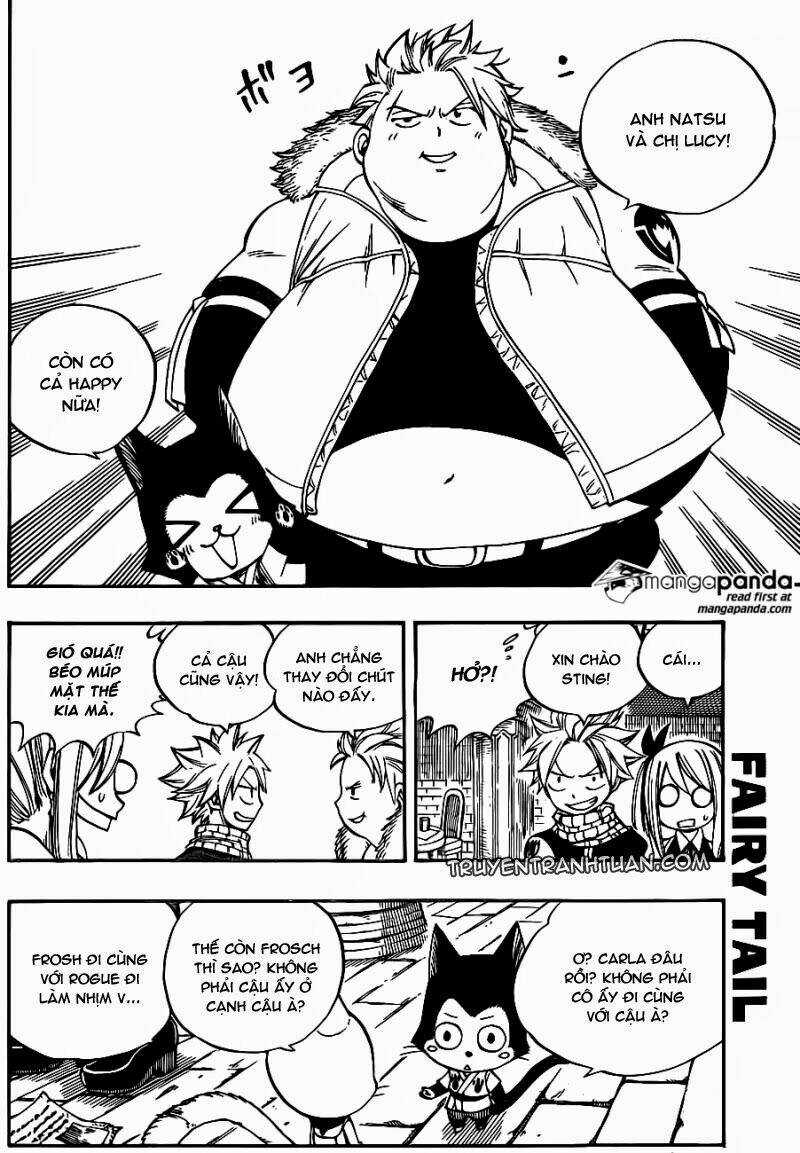 ボヨ
ANH NATSU
VÀ CHỊ LUCY!
CÒN CÓ
CẢ HAPPY
NỮA!
mangapanda
read first at
mangapanda.com
CÁI...
XIN CHÀO
STING!
HỞ?!
ANH CHẲNG
THAY ĐỔI CHÚT
NÀO ĐẤY.
CẢ CẬU
CŨNG VẬY!
GIÓ QUÁ!!
BÉO MÚP
MẶT THẾ
KIA MÀ.
TRUYENTRANHTUAN.COM
FAIRY TAIL
Ơ? CARLA ĐÂU
RỒI? KHÔNG PHẢI
CÔ ẤY ĐI CÙNG
VỚI CẬU À?
THẾ CÒN FROSCH
THÌ SAO? KHÔNG
PHẢI CẬU ẤY Ở
CẠNH CẬU À?
FROSH ĐI CÙNG
VỚI ROGUE ĐI
LÀM NHỊM V...